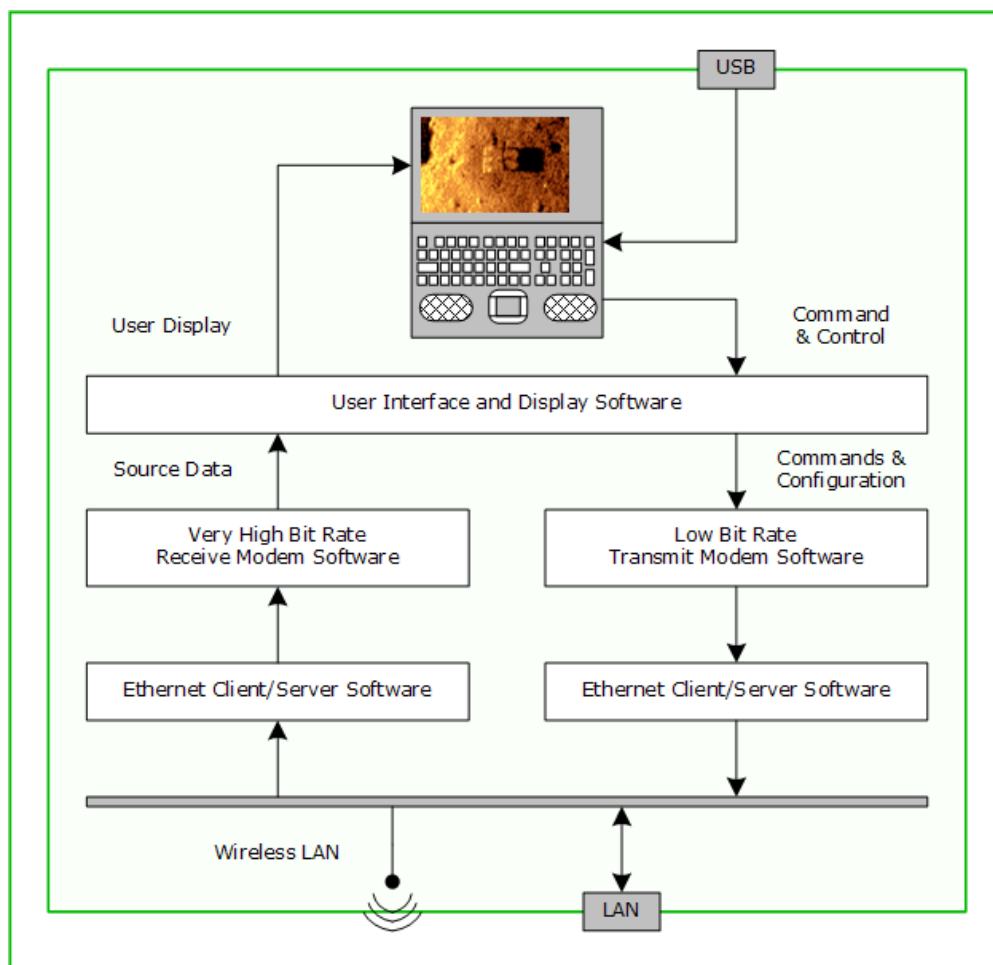 USB
User Display
Command
& Control
User Interface and Display Software
Source Data
Commands &
Configuration
Very High Bit Rate
Receive Modem Software
Low Bit Rate
Transmit Modem Software
Ethernet Client/Server Software
Ethernet Client/Server Software
Wireless LAN
LAN